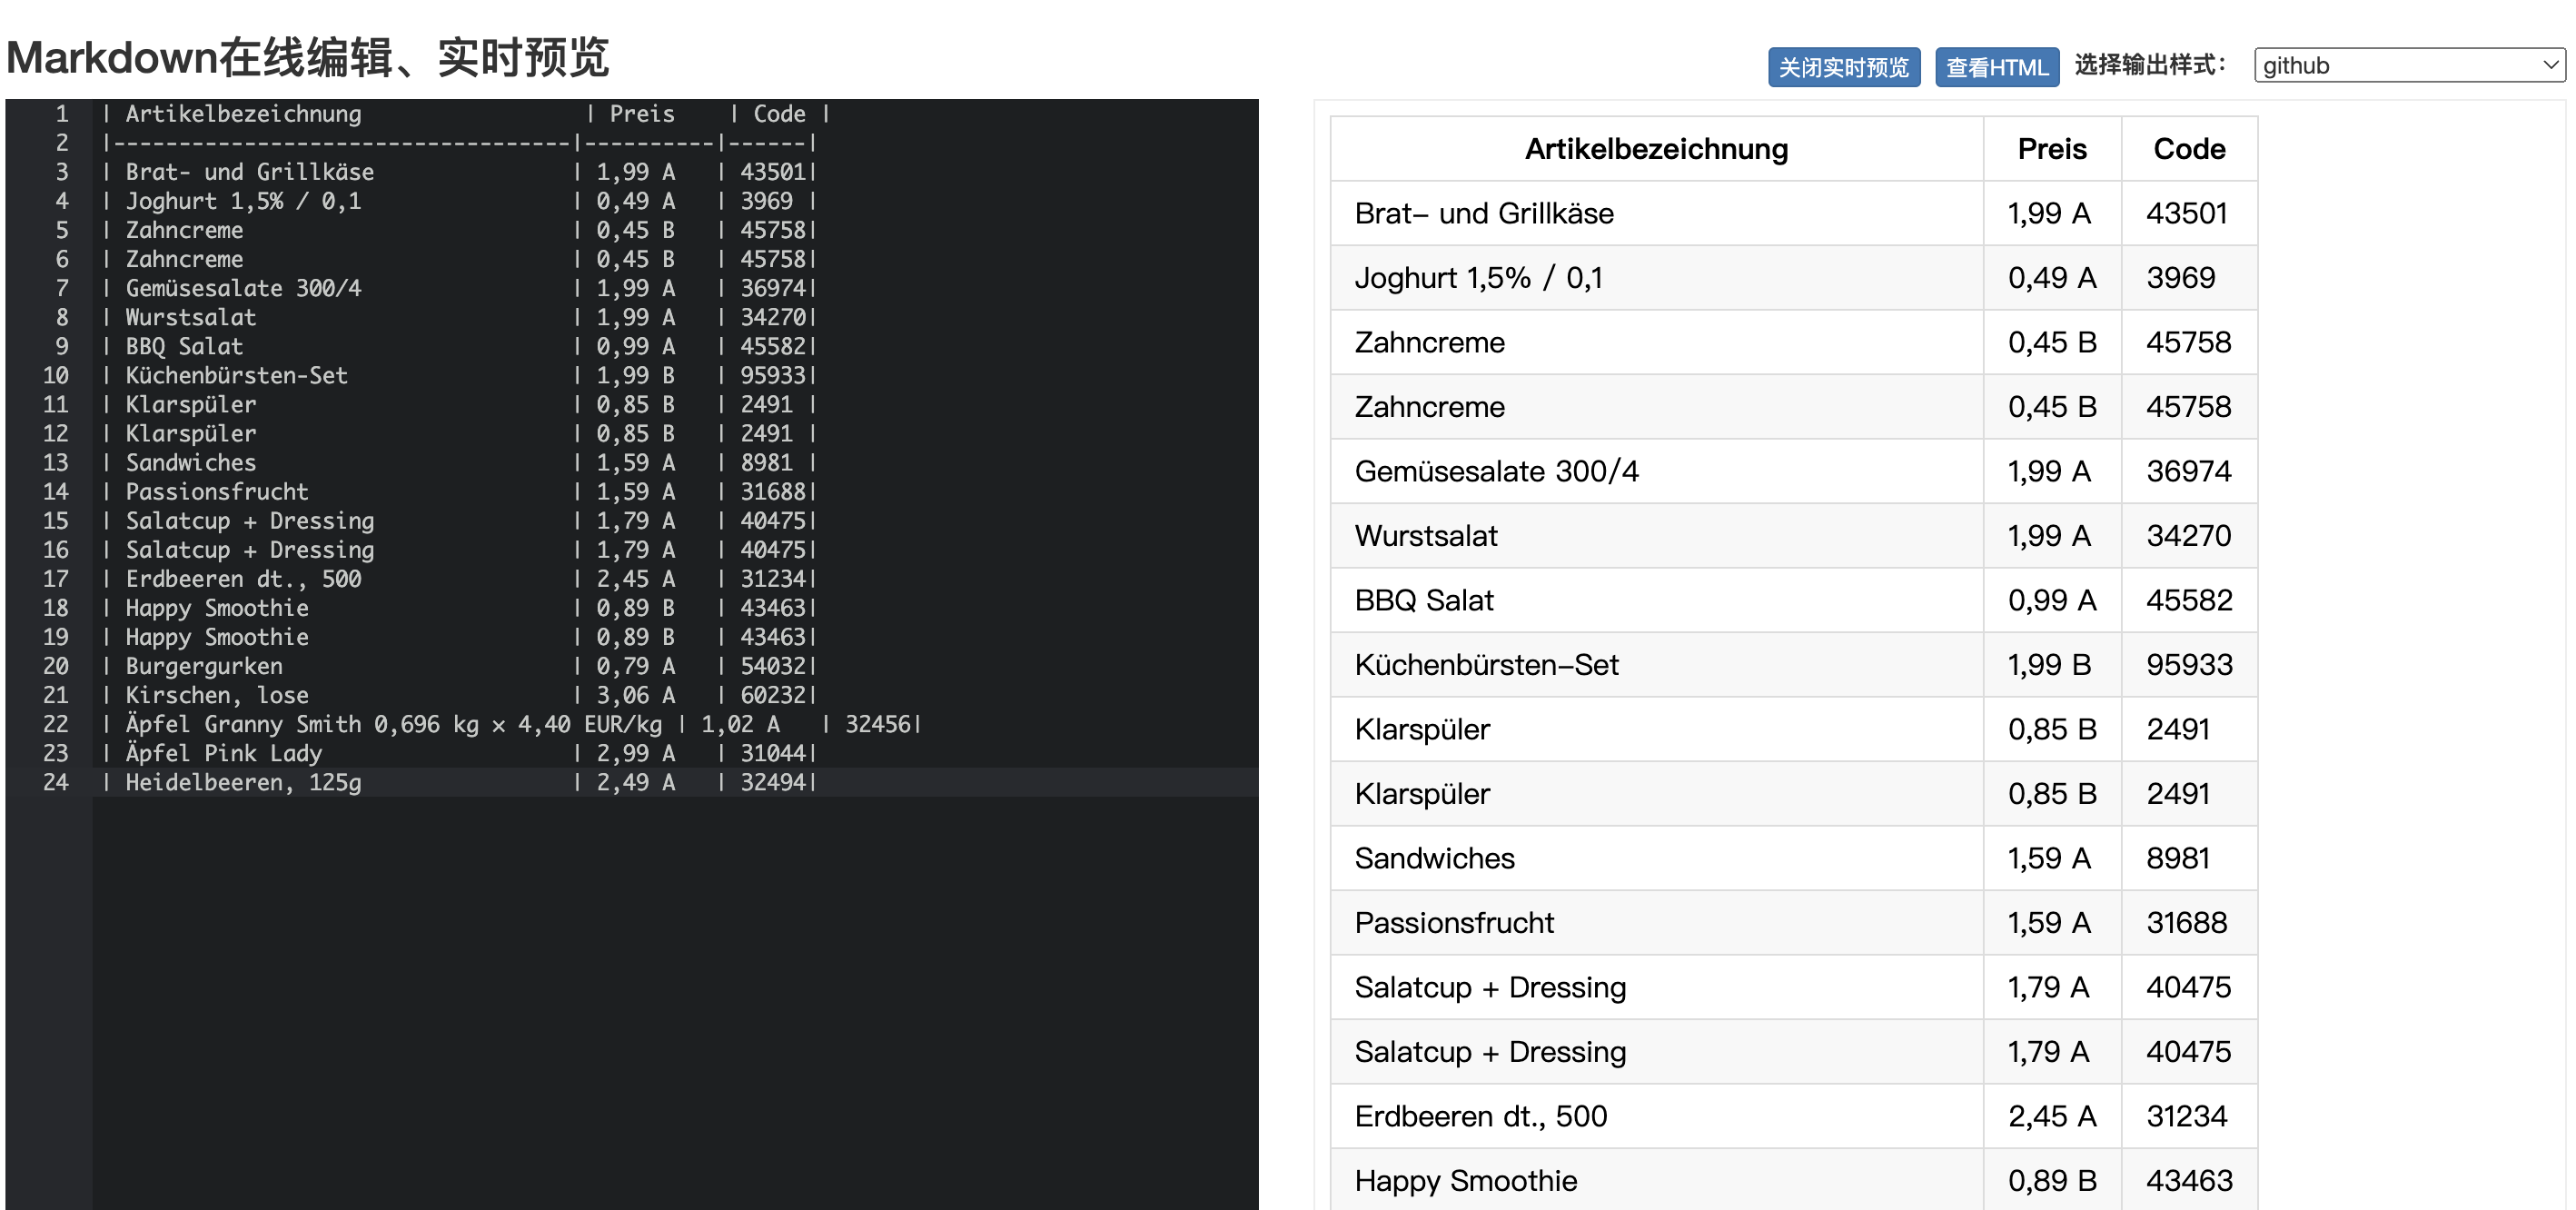 Markdown在线编辑、实时预览
关闭实时预览 查看HTML 选择输出样式： github
1 | Artikelbezeichnung | Preis | Code |
2 |-----------------------------------|----------|------|
3 | Brat- und Grillkäse | 1,99 A | 43501|
4 | Joghurt 1,5% / 0,1 | 0,49 A | 3969 |
5 | Zahncreme | 0,45 B | 45758|
6 | Zahncreme | 0,45 B | 45758|
7 | Gemüsesalate 300/4 | 1,99 A | 36974|
8 | Wurstsalat | 1,99 A | 34270|
9 | BBQ Salat | 0,99 A | 45582|
10 | Küchenbürsten-Set | 1,99 B | 95933|
11 | Klarspüler | 0,85 B | 2491 |
12 | Klarspüler | 0,85 B | 2491 |
13 | Sandwiches | 1,59 A | 8981 |
14 | Passionsfrucht | 1,59 A | 31688|
15 | Salatcup + Dressing | 1,79 A | 40475|
16 | Salatcup + Dressing | 1,79 A | 40475|
17 | Erdbeeren dt., 500 | 2,45 A | 31234|
18 | Happy Smoothie | 0,89 B | 43463|
19 | Happy Smoothie | 0,89 B | 43463|
20 | Burgergurken | 0,79 A | 54032|
21 | Kirschen, lose | 3,06 A | 60232|
22 | Äpfel Granny Smith 0,696 kg × 4,40 EUR/kg | 1,02 A | 32456|
23 | Äpfel Pink Lady | 2,99 A | 31044|
24 | Heidelbeeren, 125g | 2,49 A | 32494|
Artikelbezeichnung Preis Code
Brat- und Grillkäse 1,99 A 43501
Joghurt 1,5% / 0,1 0,49 A 3969
Zahncreme 0,45 B 45758
Zahncreme 0,45 B 45758
Gemüsesalate 300/4 1,99 A 36974
Wurstsalat 1,99 A 34270
BBQ Salat 0,99 A 45582
Küchenbürsten-Set 1,99 B 95933
Klarspüler 0,85 B 2491
Klarspüler 0,85 B 2491
Sandwiches 1,59 A 8981
Passionsfrucht 1,59 A 31688
Salatcup + Dressing 1,79 A 40475
Salatcup + Dressing 1,79 A 40475
Erdbeeren dt., 500 2,45 A 31234
Happy Smoothie 0,89 B 43463